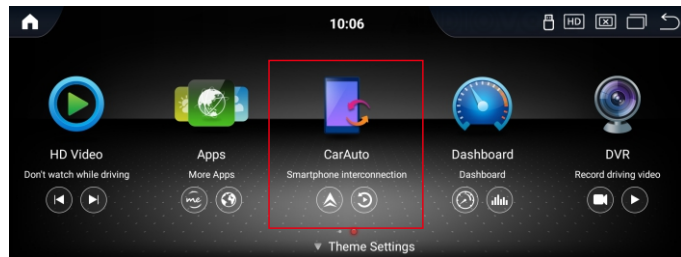 10:06
HD
HD Video
Apps
CarAuto
Dashboard
DVR
Don't watch while driving
More Apps
Smartphone interconnection
Dashboard
Record driving video
me
Theme Settings